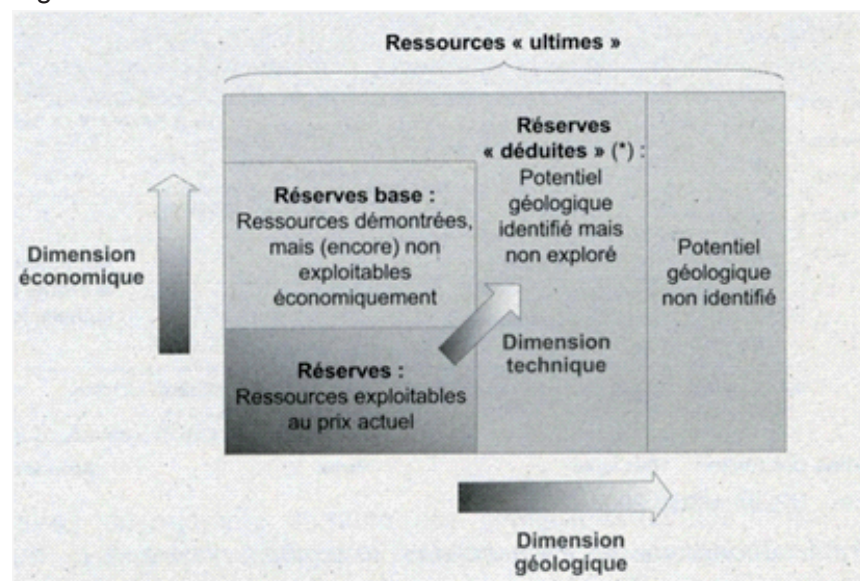 Ressources « ultimes »
Réserves
« déduites » (*) :
Potentiel
géologique
identifié mais
non exploré
Réserves base :
Ressources démontrées,
mais (encore) non
exploitables
économiquement
Dimension
économique
Potentiel
géologique
non identifié
Dimension
technique
Réserves :
Ressources exploitables
au prix actuel
Dimension
géologique